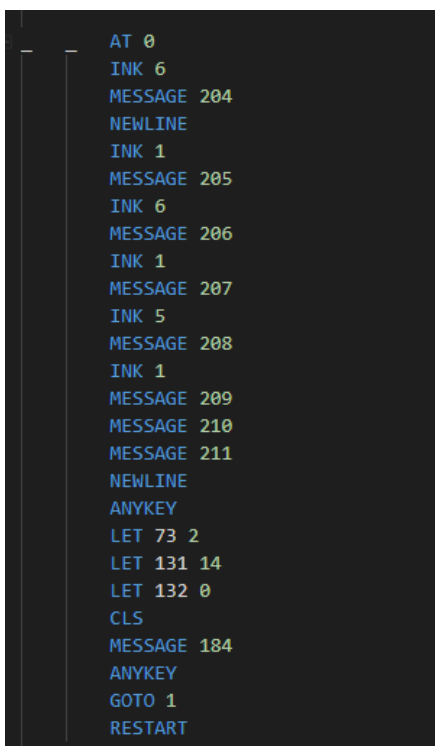 _ _ AT 0
INK 6
MESSAGE 204
NEWLINE
INK 1
MESSAGE 205
INK 6
MESSAGE 206
INK 1
MESSAGE 207
INK 5
MESSAGE 208
INK 1
MESSAGE 209
MESSAGE 210
MESSAGE 211
NEWLINE
ANYKEY
LET 73 2
LET 131 14
LET 132 0
CLS
MESSAGE 184
ANYKEY
GOTO 1
RESTART